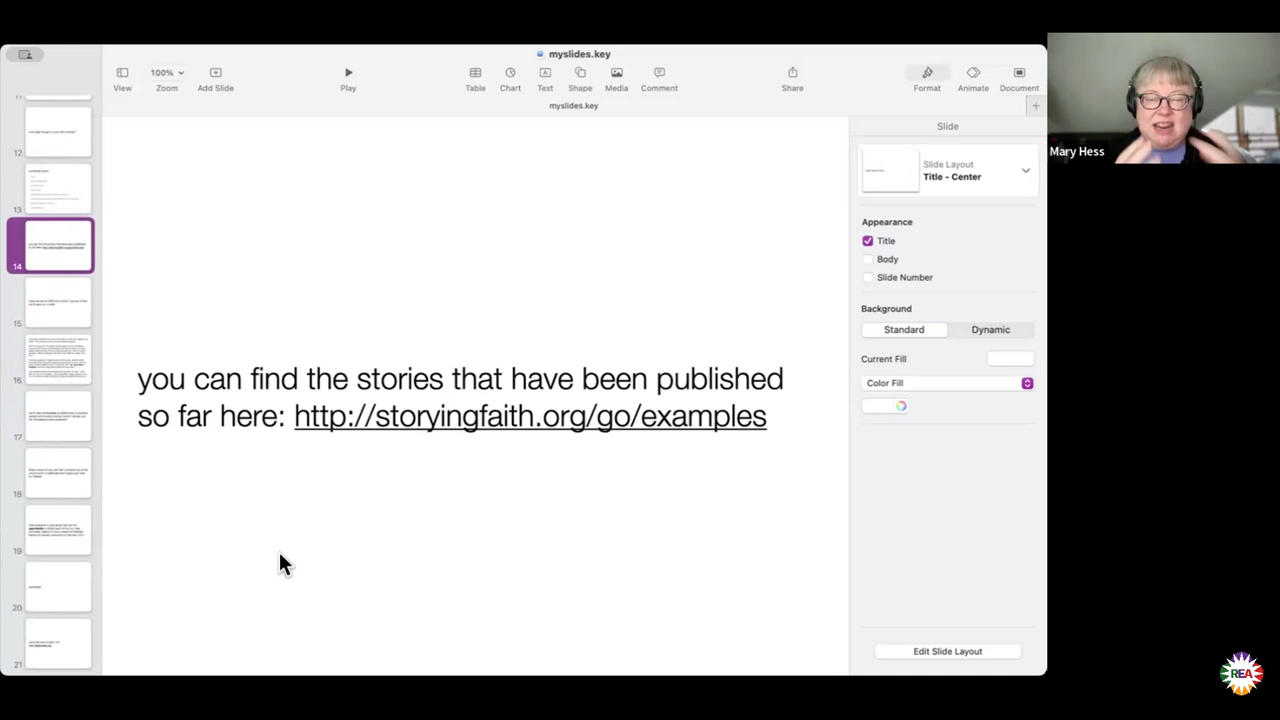 myslides.key
100%
View
Zoom
Add Slide
Play
Table
Chart
Text
Shape
Media
Comment
Share
Format
Animate
Document
myslides.key
12
13
14
15
16
17
18
19
20
21
you can find the stories that have been published
so far here: http://storyingfaith.org/go/examples
Slide
Slide Layout
Title - Center
Appearance
Title
Body
Slide Number
Background
Standard
Dynamic
Current Fill
Color Fill
Edit Slide Layout
Mary Hess
REA